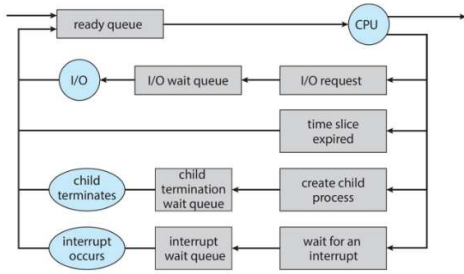 ready queue
CPU
I/O
I/O wait queue
I/O request
time slice
expired
child
terminates
child
termination
wait queue
create child
process
interrupt
occurs
interrupt
wait queue
wait for an
interrupt